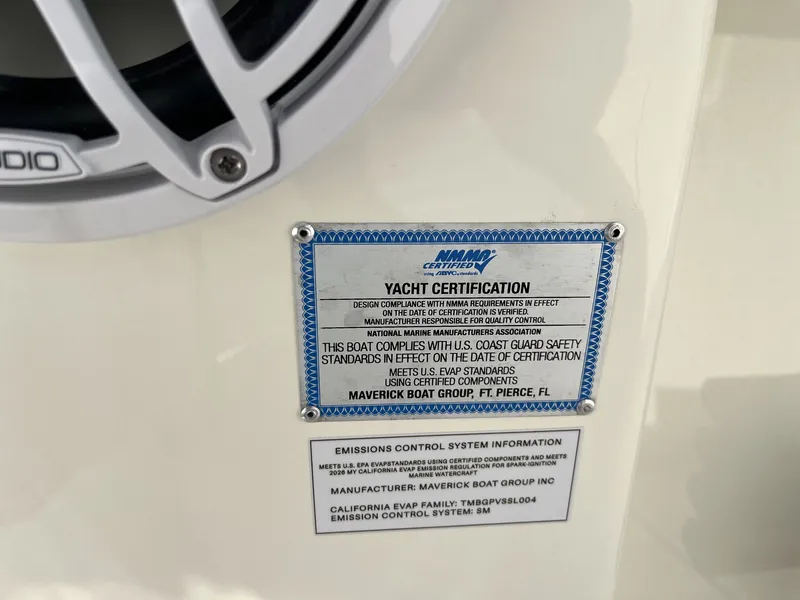 UDIO
NMMA®
CERTIFIED
using ABYC standards
YACHT CERTIFICATION
DESIGN COMPLIANCE WITH NMMA REQUIREMENTS IN EFFECT
ON THE DATE OF CERTIFICATION IS VERIFIED.
MANUFACTURER RESPONSIBLE FOR QUALITY CONTROL
NATIONAL MARINE MANUFACTURERS ASSOCIATION
THIS BOAT COMPLIES WITH U.S. COAST GUARD SAFETY
STANDARDS IN EFFECT ON THE DATE OF CERTIFICATION
MEETS U.S. EVAP STANDARDS
USING CERTIFIED COMPONENTS
MAVERICK BOAT GROUP, FT. PIERCE, FL
EMISSIONS CONTROL SYSTEM INFORMATION
MEETS U.S. EPA EVAPSTANDARDS USING CERTIFIED COMPONENTS AND MEETS
2026 MY CALIFORNIA EVAP EMISSION REGULATION FOR SPARK-IGNITION
MARINE WATERCRAFT
MANUFACTURER: MAVERICK BOAT GROUP INC
CALIFORNIA EVAP FAMILY: TMBGPVSSL004
EMISSION CONTROL SYSTEM: SM